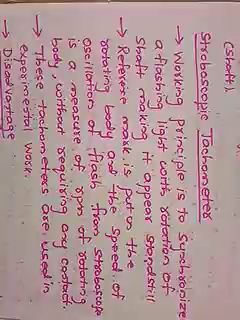 (shaft)
Stroboscopic Tachometer
→ Working principle is to synchronize
a flashing light with rotation of
shaft making it appear standstill
→ Reference mark is put on the
rotating body and the speed of
oscillation of flash from stroboscope
is a measure of rpm of rotating
body, without requiring any contact.
→ These tachometers are used in
experimental work.
→ Disadvantage